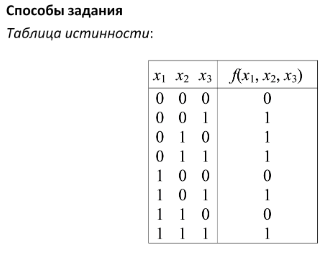 Способы задания
Таблица истинности:
x₁ x₂ x₃ f(x₁, x₂, x₃)
0 0 0 0
0 0 1 1
0 1 0 1
0 1 1 1
1 0 0 0
1 0 1 1
1 1 0 0
1 1 1 1